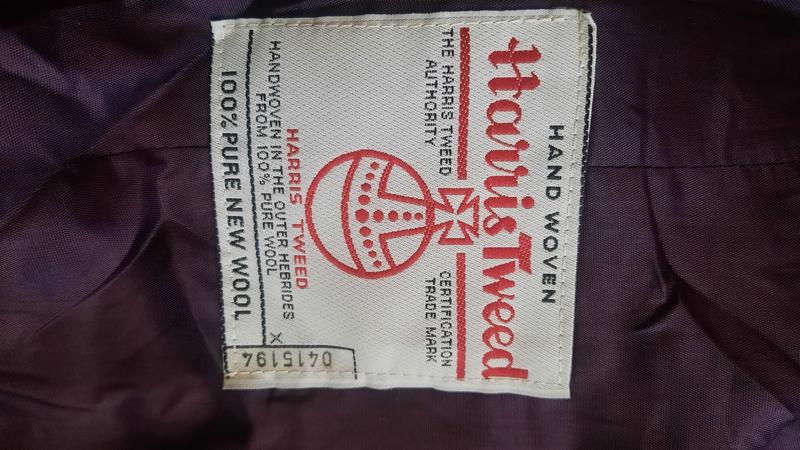 HAND WOVEN
Harris Tweed
THE HARRIS TWEED
AUTHORITY
CERTIFICATION
TRADE MARK
HARRIS TWEED
HANDWOVEN IN THE OUTER HEBRIDES
FROM 100% PURE WOOL
X
100% PURE NEW WOOL
0415194